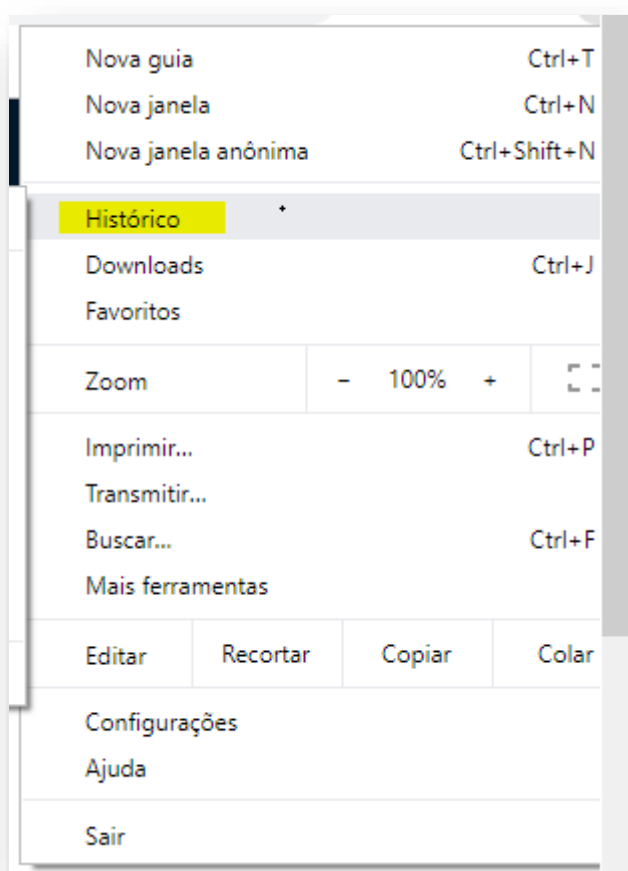 Nova guia Ctrl+T
Nova janela Ctrl+N
Nova janela anônima Ctrl+Shift+N
Histórico
Downloads Ctrl+J
Favoritos
Zoom - 100% +
Imprimir... Ctrl+P
Transmitir...
Buscar... Ctrl+F
Mais ferramentas
Editar Recortar Copiar Colar
Configurações
Ajuda
Sair